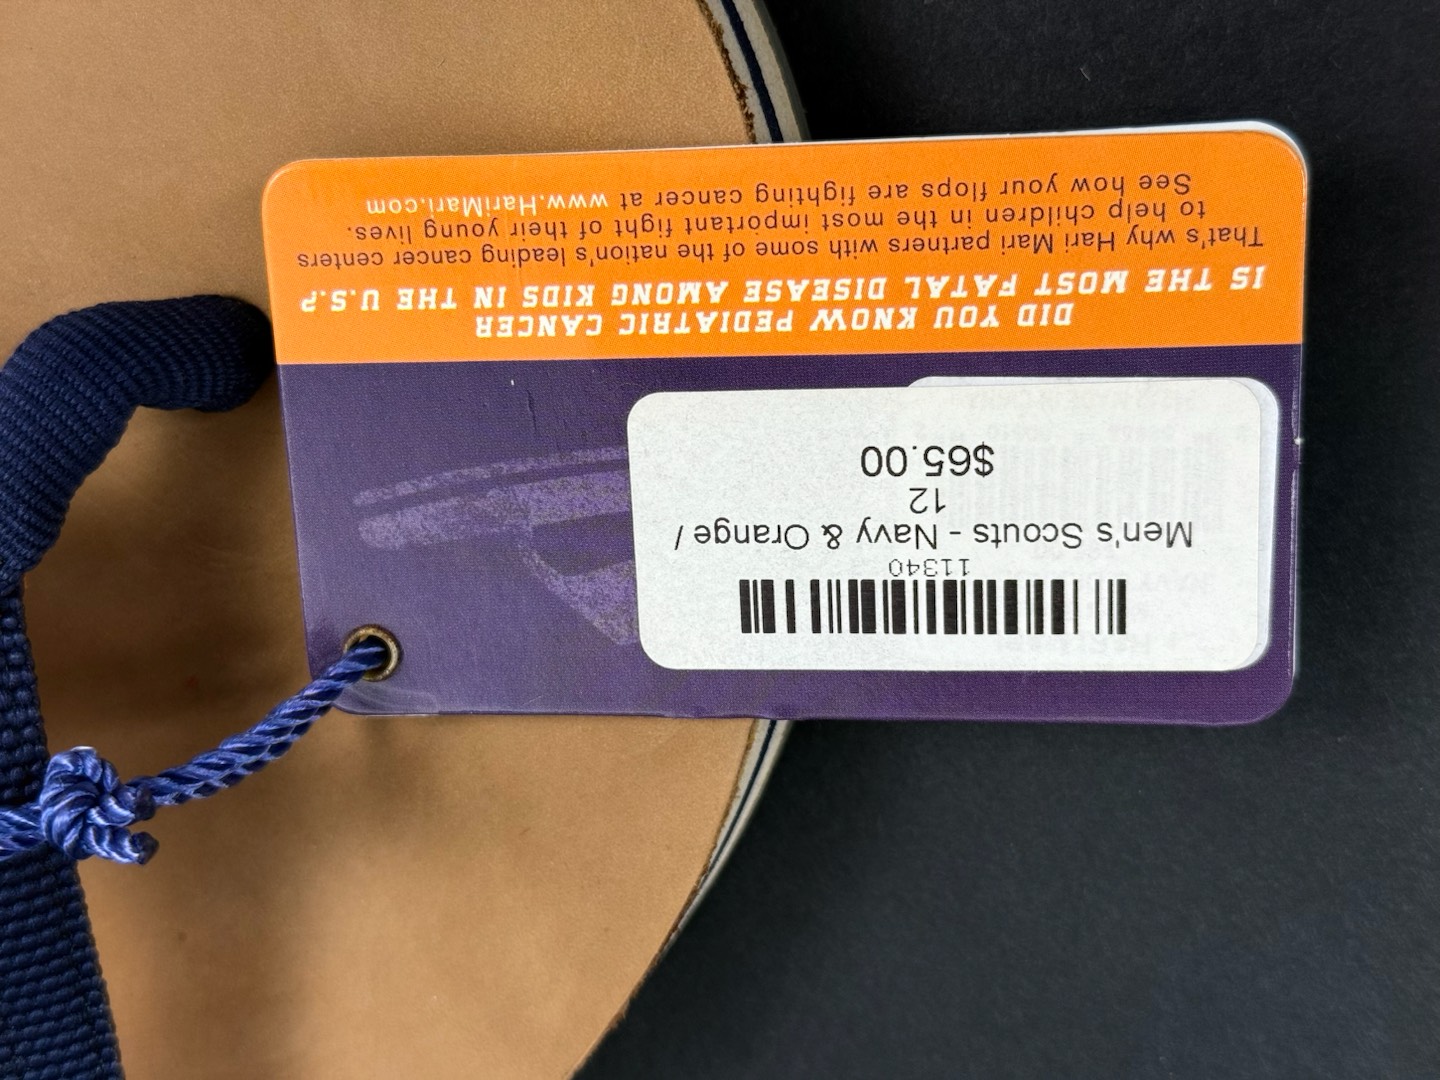 11340
Men's Scouts - Navy & Orange /
12
$65.00
DID YOU KNOW PEDIATRIC CANCER
IS THE MOST FATAL DISEASE AMONG KIDS IN THE U.S.?
That's why Hari Mari partners with some of the nation's leading cancer centers
to help children in the most important fight of their young lives.
See how your flops are fighting cancer at www.HariMari.com